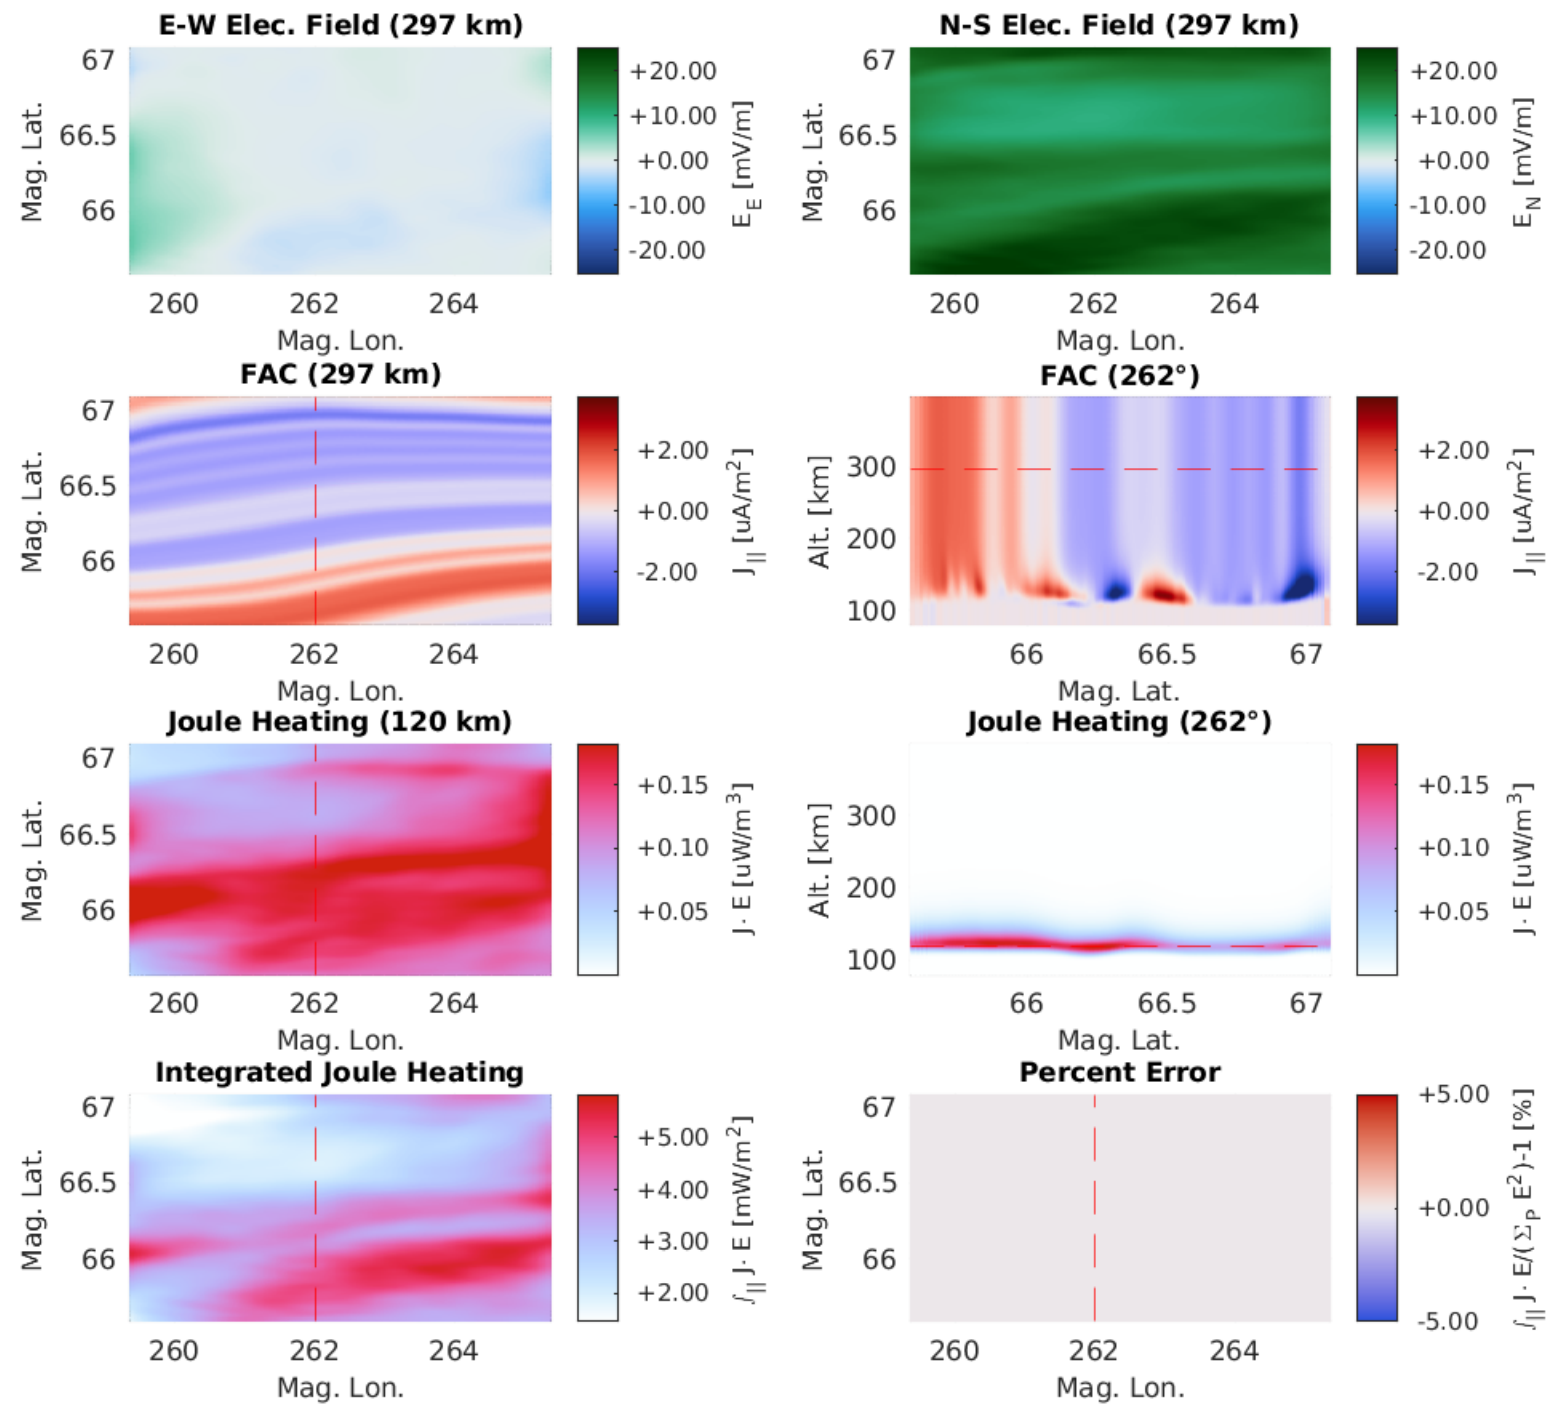 E-W Elec. Field (297 km)
67
66.5
66
Mag. Lat.
260 262 264
Mag. Lon.
+20.00
+10.00
+0.00
-10.00
-20.00
E_E [mV/m]
N-S Elec. Field (297 km)
67
66.5
66
Mag. Lat.
260 262 264
Mag. Lon.
+20.00
+10.00
+0.00
-10.00
-20.00
E_N [mV/m]
FAC (297 km)
67
66.5
66
Mag. Lat.
260 262 264
Mag. Lon.
+2.00
+0.00
-2.00
J_|| [uA/m²]
FAC (262°)
300
200
100
Alt. [km]
66 66.5 67
Mag. Lat.
+2.00
+0.00
-2.00
J_|| [uA/m²]
Joule Heating (120 km)
67
66.5
66
Mag. Lat.
260 262 264
Mag. Lon.
+0.15
+0.10
+0.05
J · E [uW/m³]
Joule Heating (262°)
300
200
100
Alt. [km]
66 66.5 67
Mag. Lat.
+0.15
+0.10
+0.05
J · E [uW/m³]
Integrated Joule Heating
67
66.5
66
Mag. Lat.
260 262 264
Mag. Lon.
+5.00
+4.00
+3.00
+2.00
∫_|| J · E [mW/m²]
Percent Error
67
66.5
66
Mag. Lat.
260 262 264
Mag. Lon.
+5.00
+0.00
-5.00
∫_|| J · E/(Σ_P E²)-1 [%]